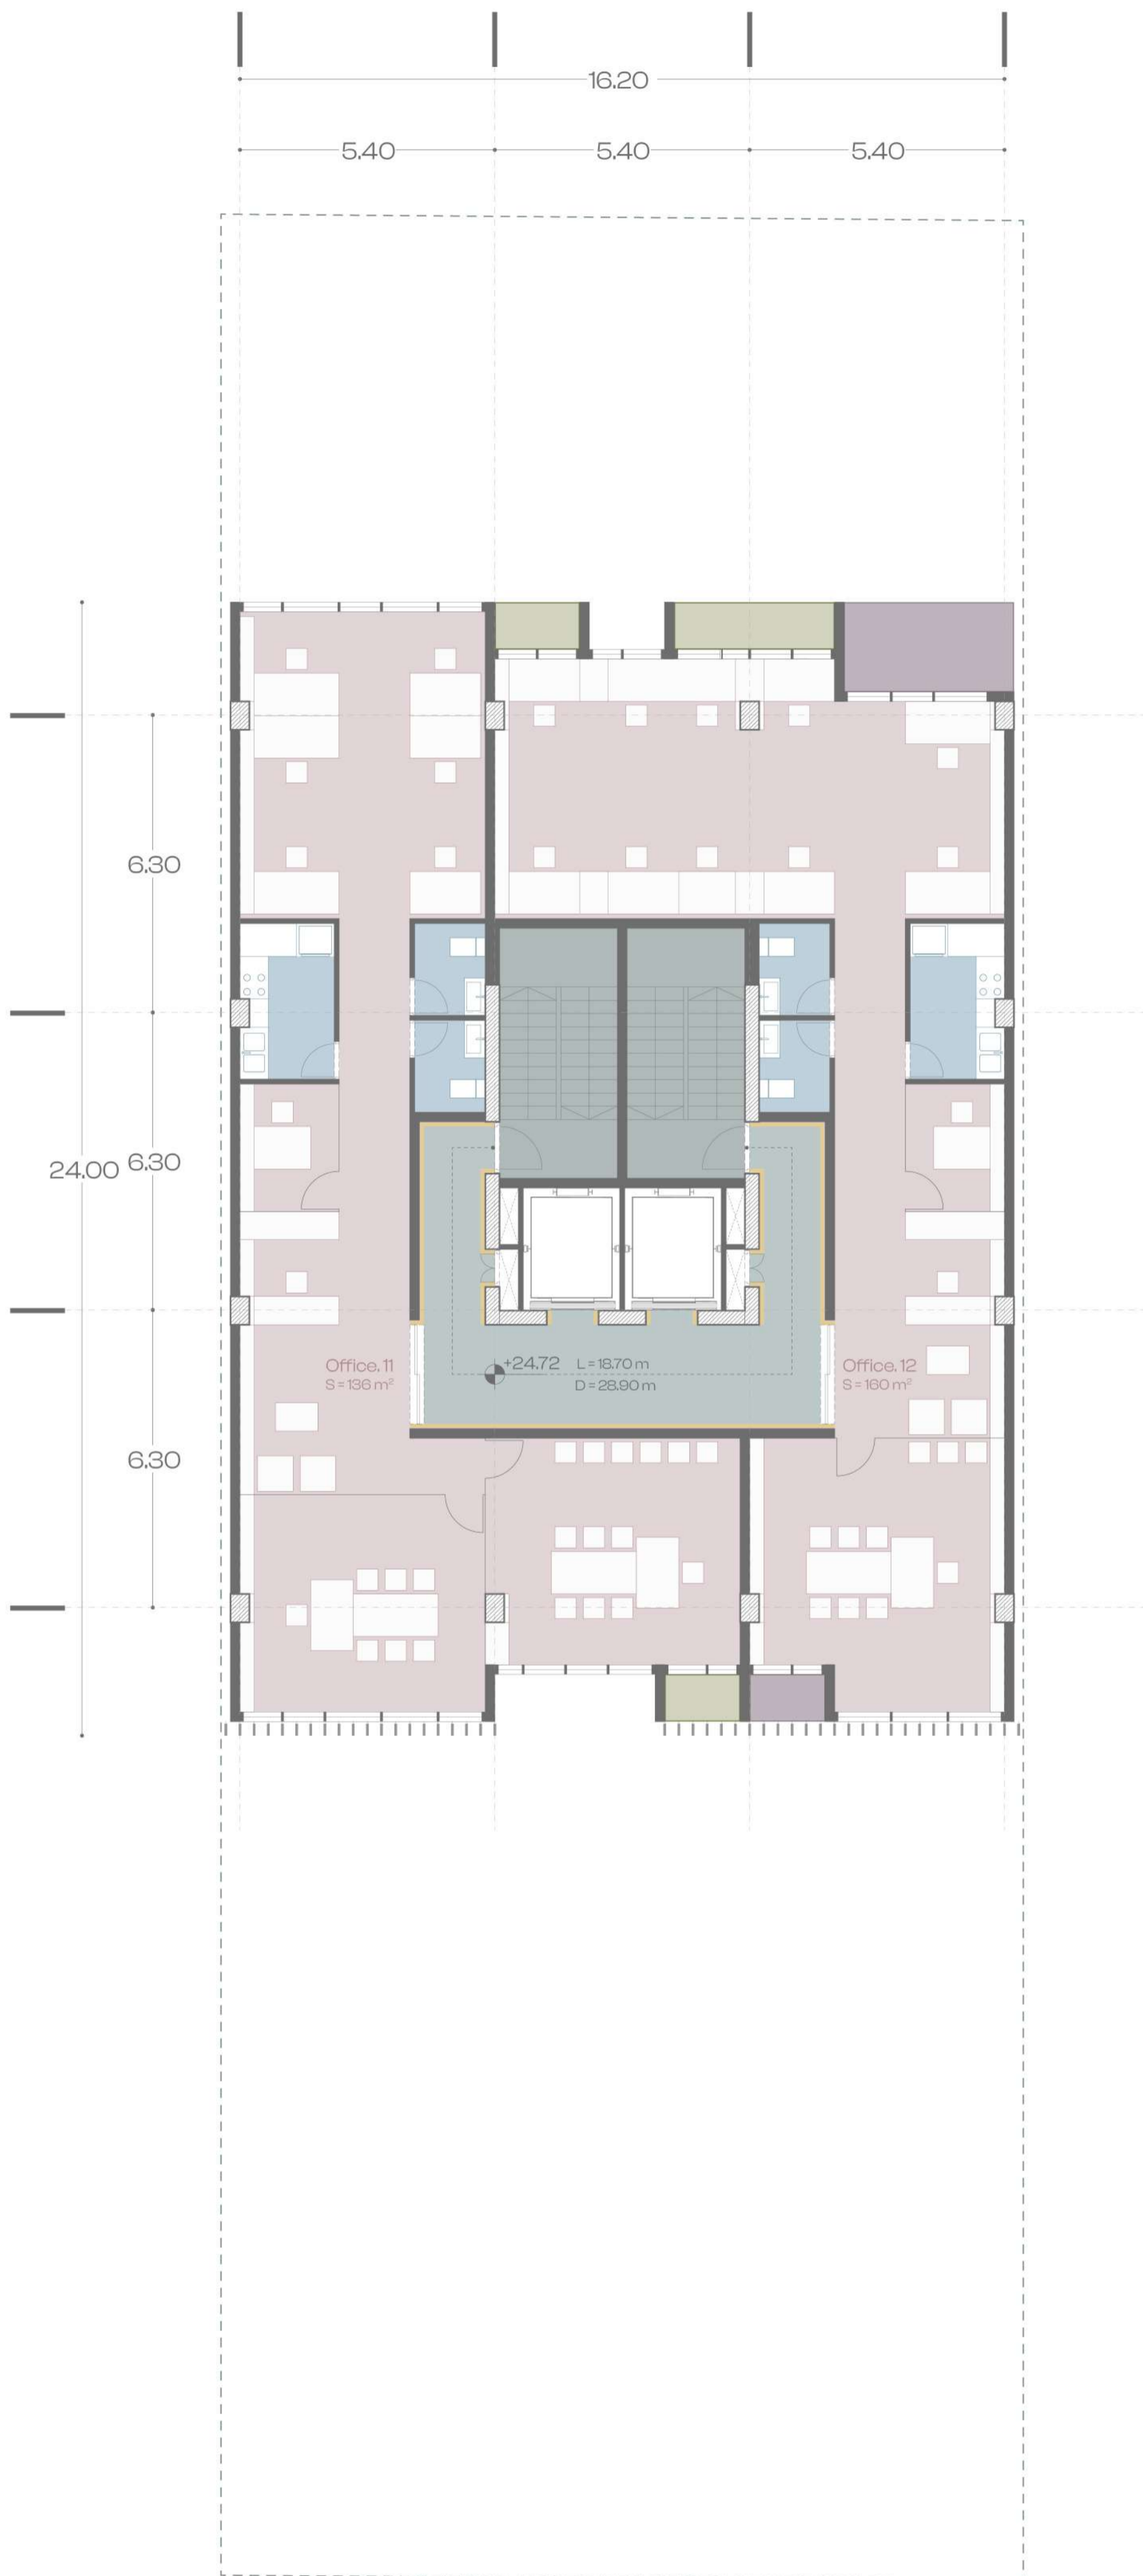 16.20
5.40
5.40
5.40
6.30
24.00
6.30
+24.72
L = 18.70 m
D = 28.90 m
Office. 11
S = 136 m²
Office. 12
S = 160 m²
6.30